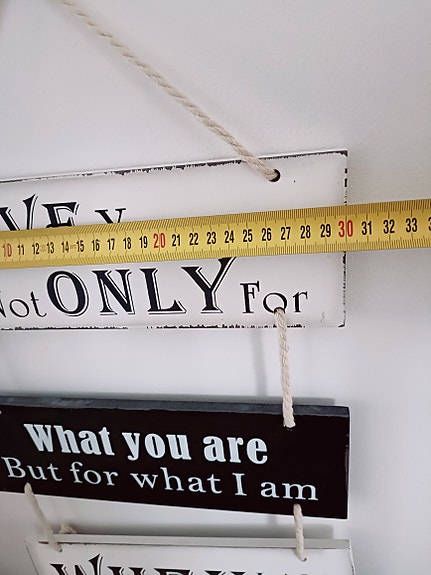 10 11 12 13 14 15 16 17 18 19 20 21 22 23 24 25 26 27 28 29 30 31 32 33
Not ONLY For
What you are
But for what I am